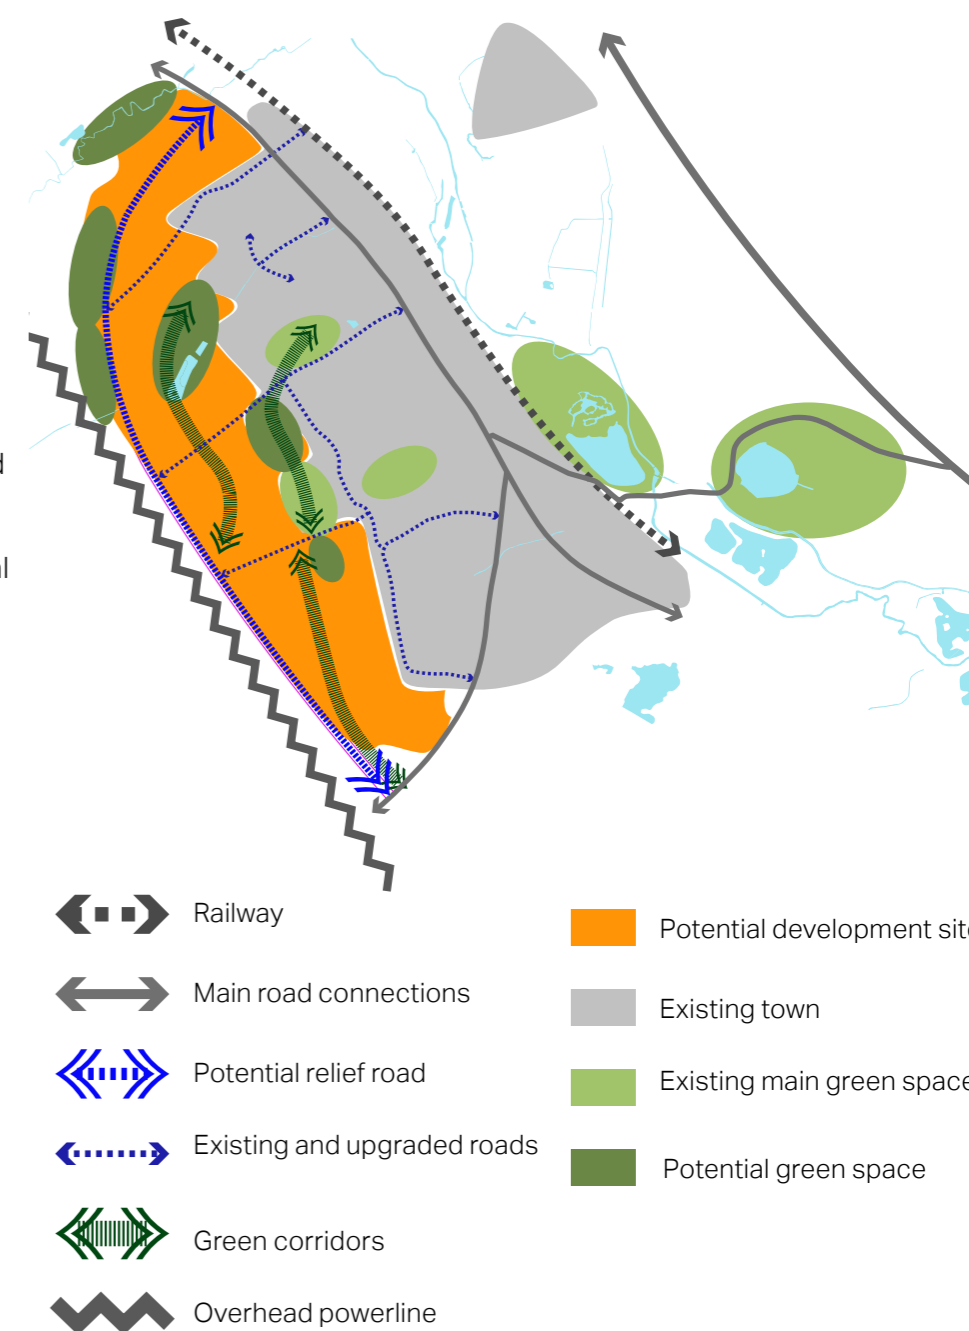 d
al
Railway
Main road connections
Potential relief road
Existing and upgraded roads
Green corridors
Overhead powerline
Potential development site
Existing town
Existing main green space
Potential green space